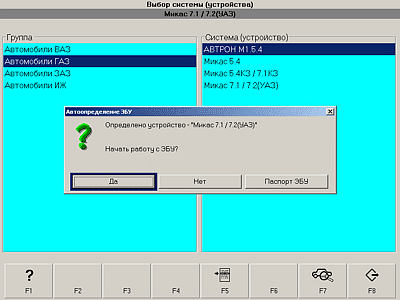 Выбор системы (устройства)
Микас 7.1 / 7.2(УАЗ)
Группа
Автомобили ВАЗ
Автомобили ГАЗ
Автомобили ЗАЗ
Автомобили ИЖ
Система (устройство)
АВТРОН М1.5.4
Микас 5.4
Микас 5.4КЗ / 7.1КЗ
Микас 7.1 / 7.2(УАЗ)
Автоопределение ЭБУ
Определено устройство - "Микас 7.1 / 7.2(УАЗ)"
Начать работу с ЭБУ?
Да
Нет
Паспорт ЭБУ
?
F1
F2
F3
F4
F5
F6
F7
F8